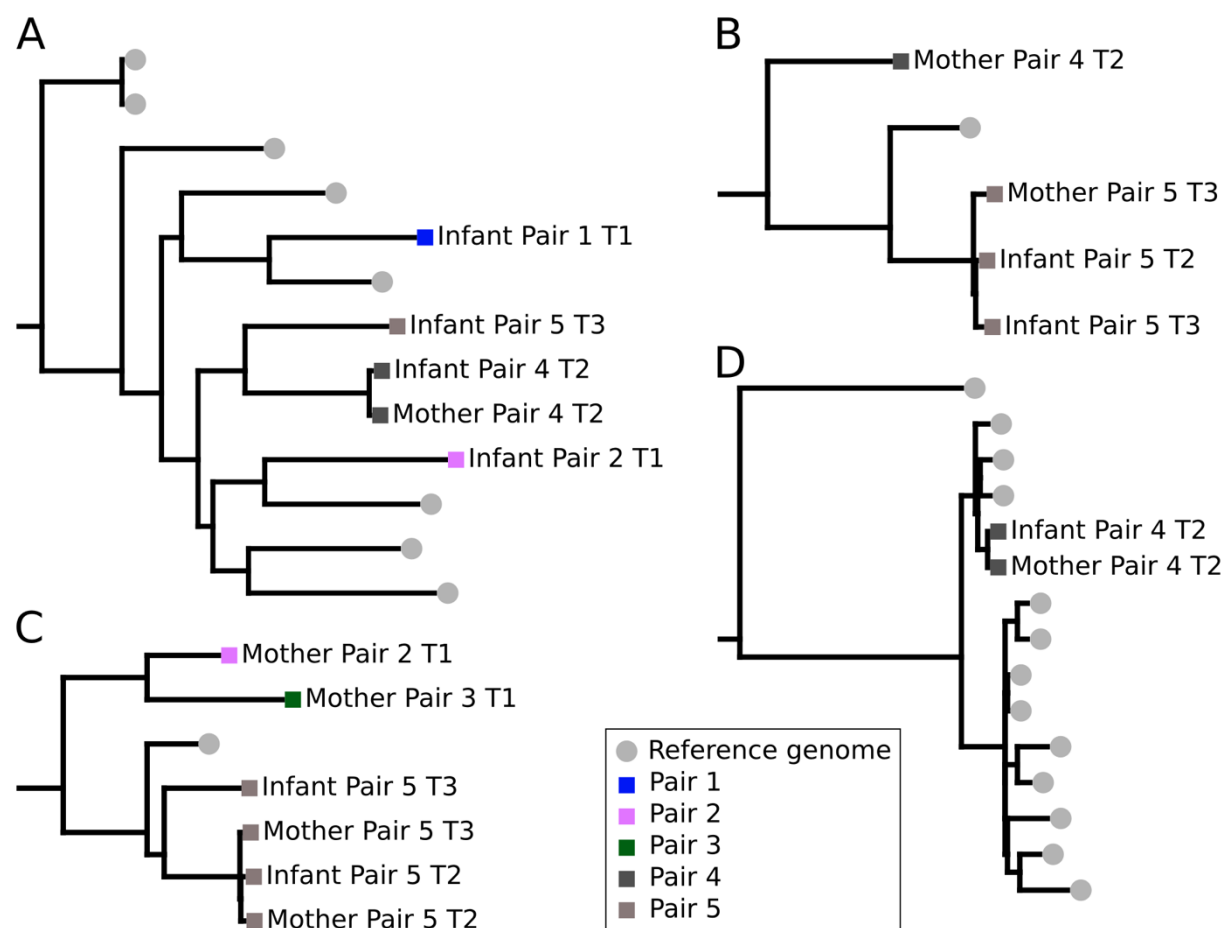 A
Infant Pair 1 T1
Infant Pair 5 T3
Infant Pair 4 T2
Mother Pair 4 T2
Infant Pair 2 T1
B
Mother Pair 4 T2
Mother Pair 5 T3
Infant Pair 5 T2
Infant Pair 5 T3
C
Mother Pair 2 T1
Mother Pair 3 T1
Infant Pair 5 T3
Mother Pair 5 T3
Infant Pair 5 T2
Mother Pair 5 T2
D
Infant Pair 4 T2
Mother Pair 4 T2
Reference genome
Pair 1
Pair 2
Pair 3
Pair 4
Pair 5